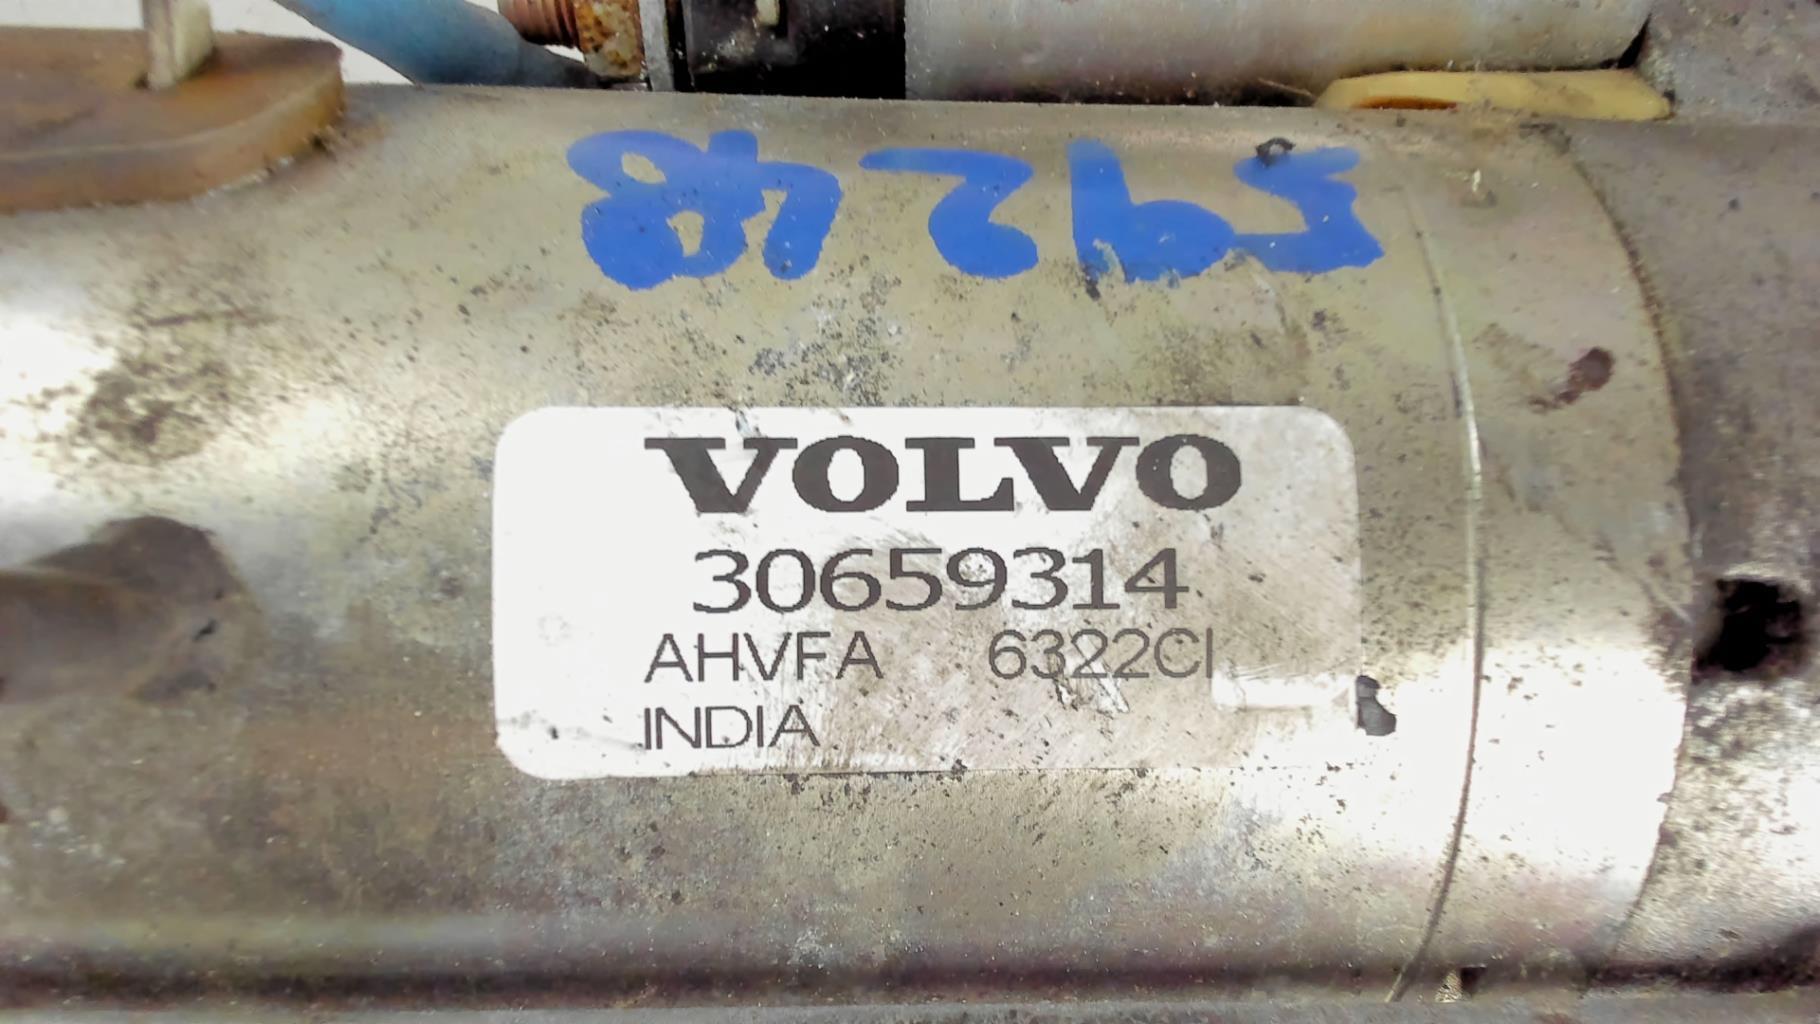 VOLVO
30659314
AHVFA 6322CI
INDIA